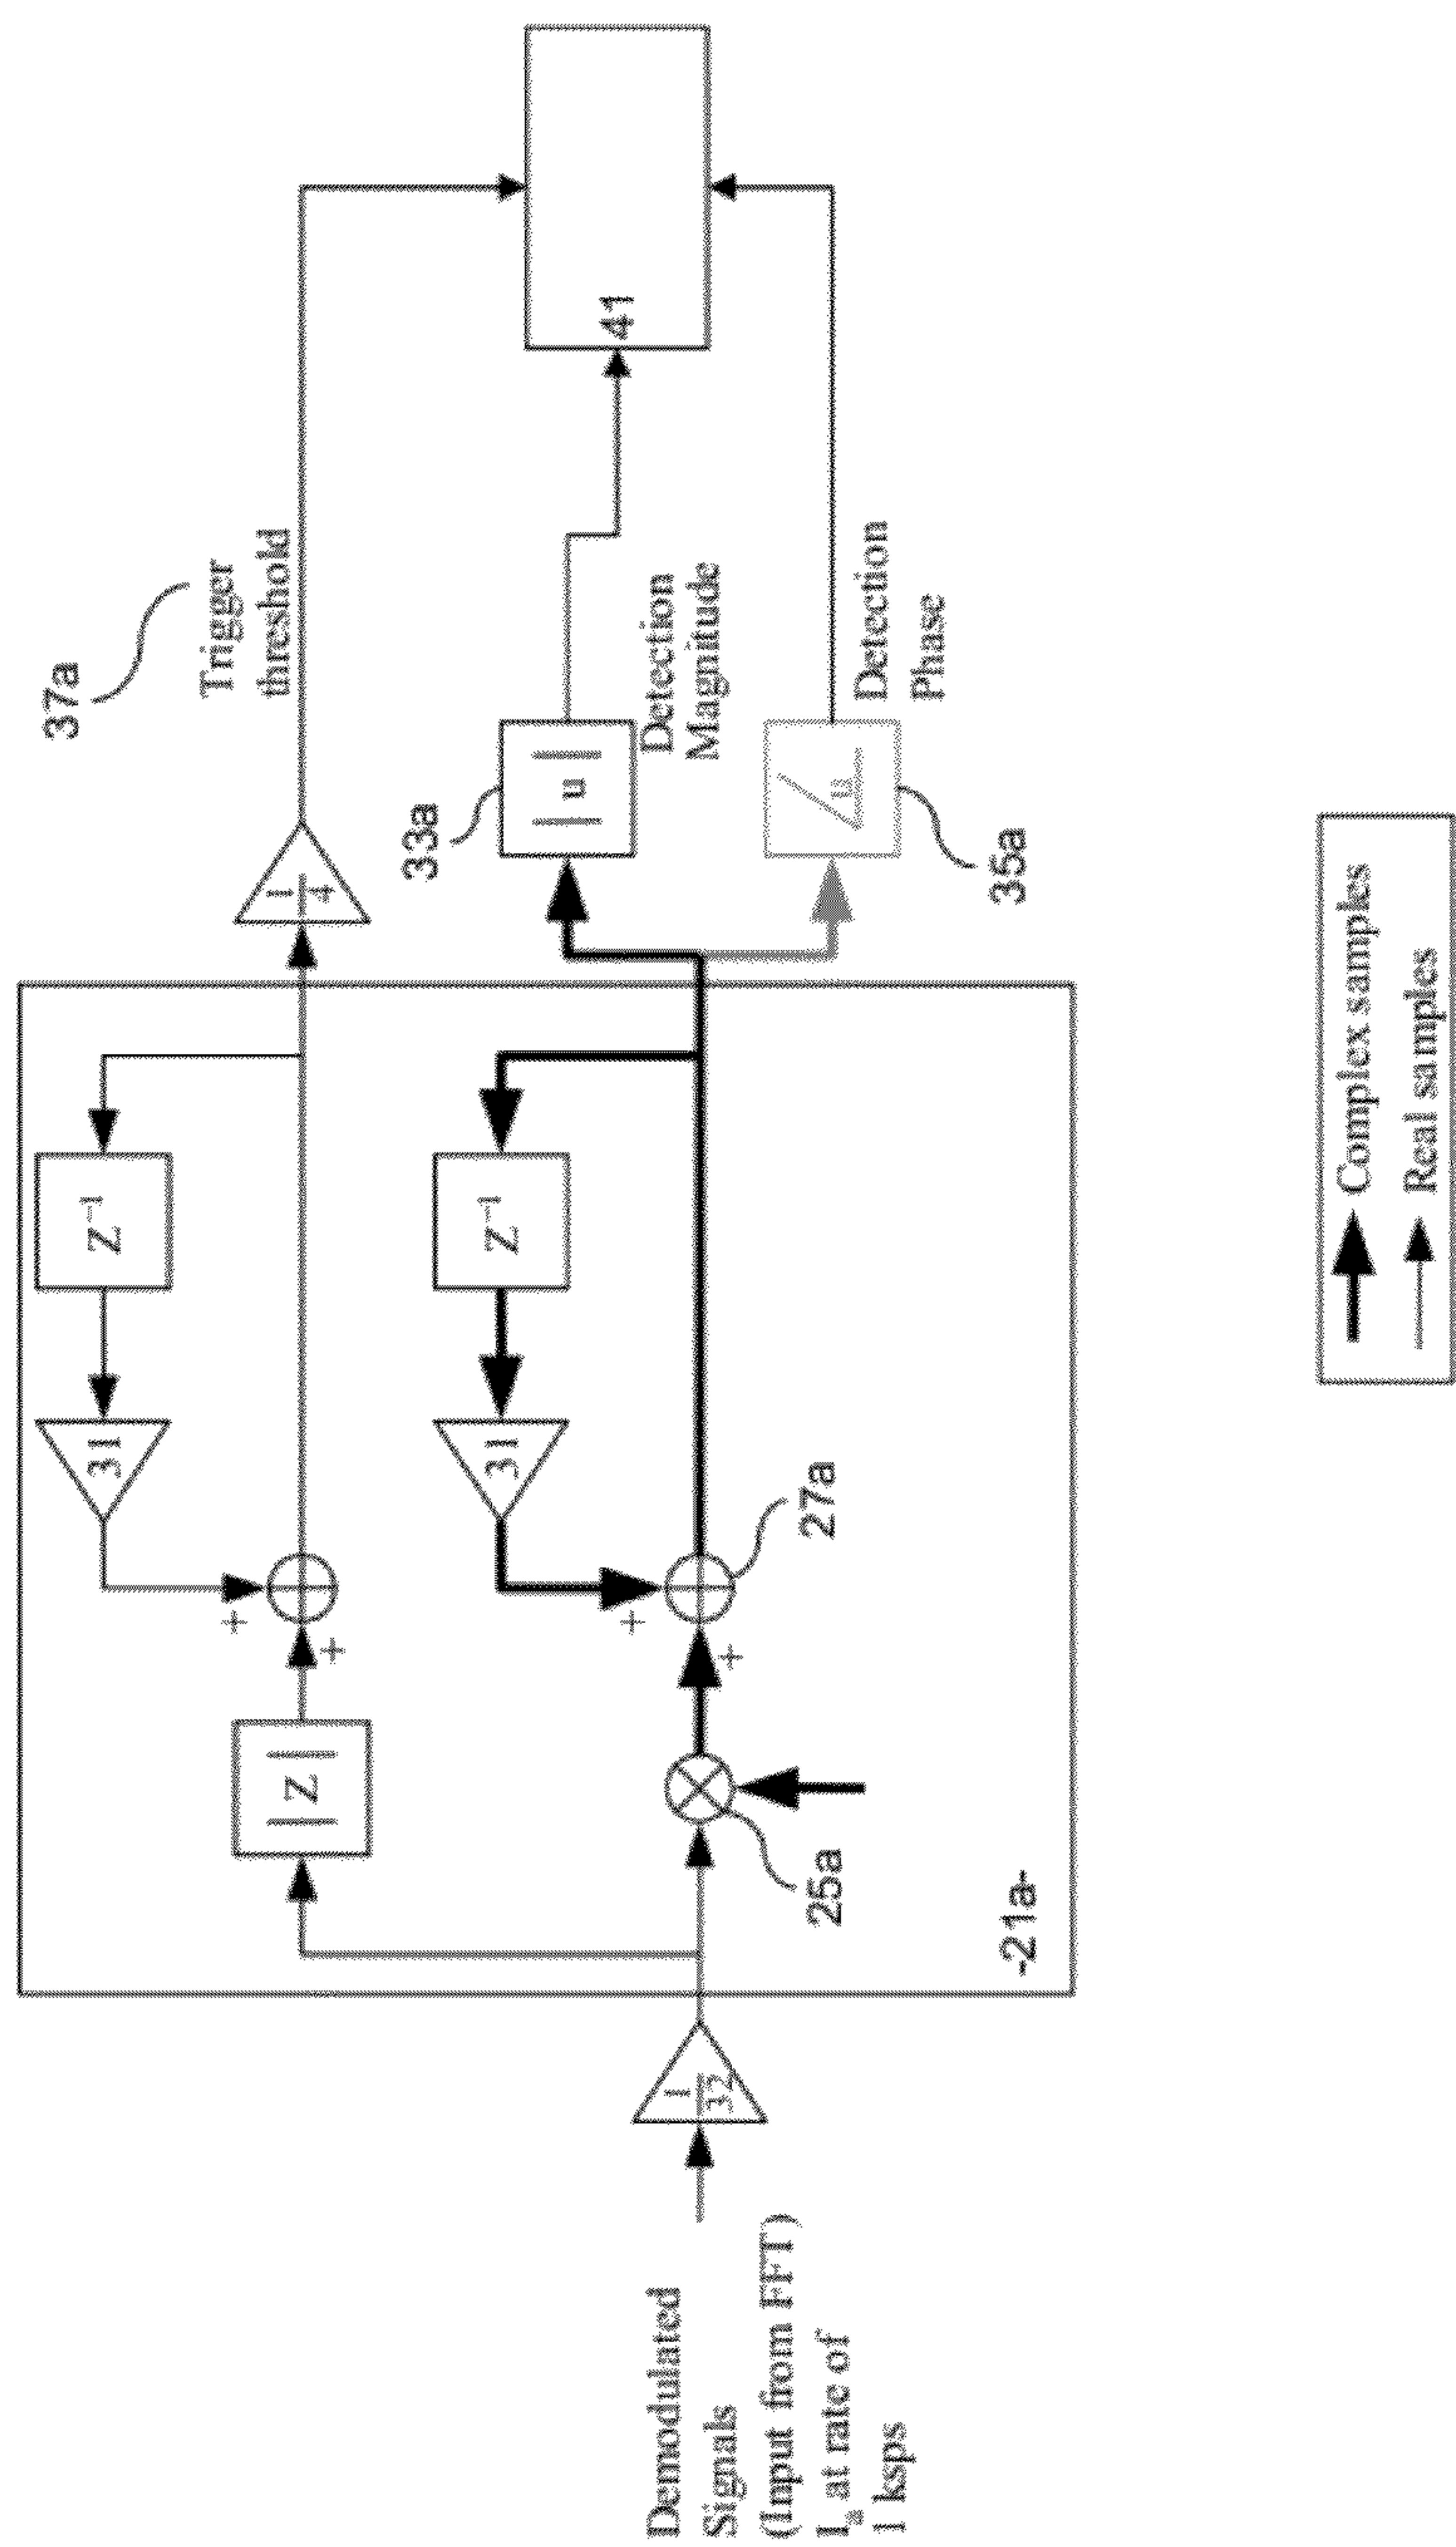 Demodulated
Signals
(Input from FFT)
Iₐ at rate of
1 ksps
1
32
-21a-
|Z|
+
+
31
Z⁻¹
25a
+
+
27a
31
Z⁻¹
1
4
37a
Trigger
threshold
33a
|u|
Detection
Magnitude
35a
u
Detection
Phase
41
Complex samples
Real samples